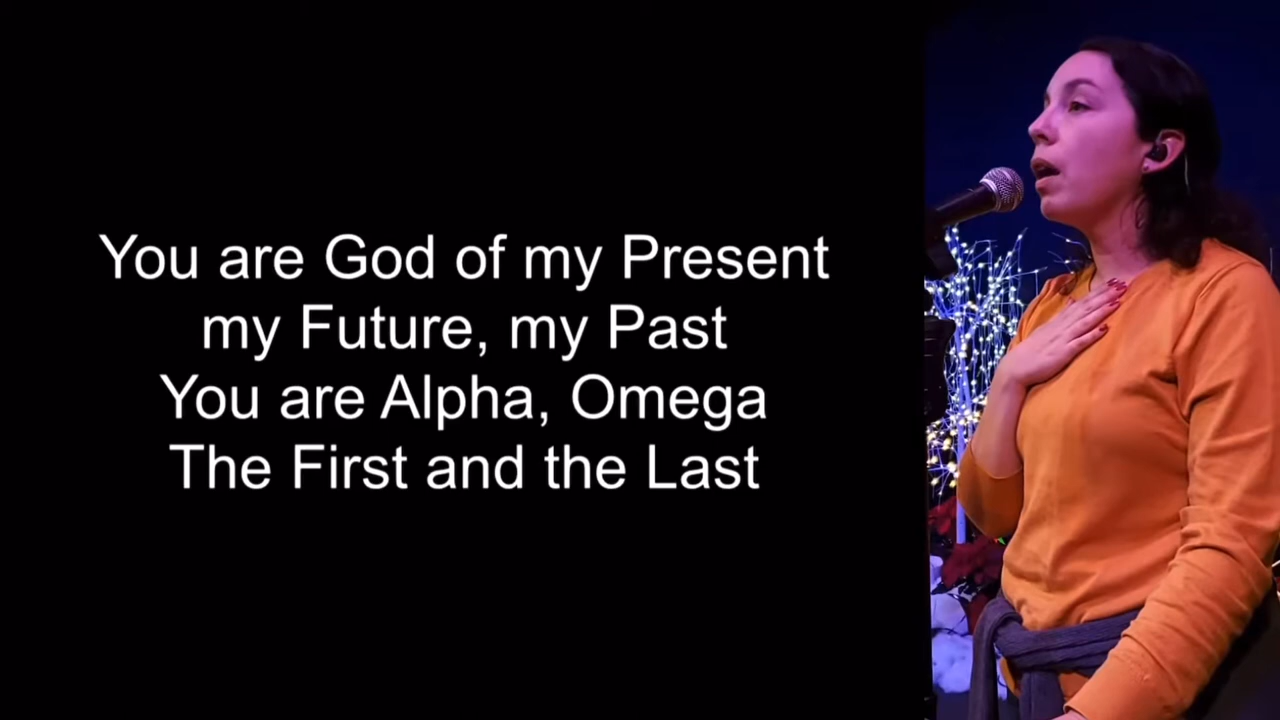 You are God of my Present
my Future, my Past
You are Alpha, Omega
The First and the Last